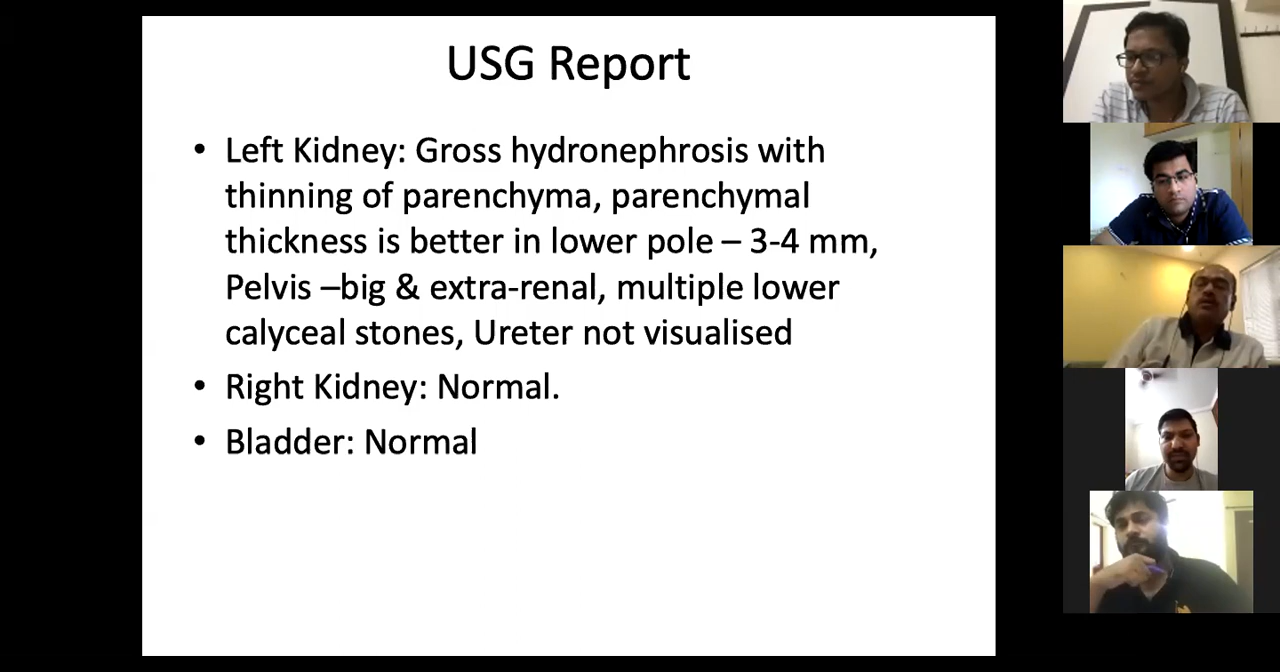 USG Report
• Left Kidney: Gross hydronephrosis with
thinning of parenchyma, parenchymal
thickness is better in lower pole – 3-4 mm,
Pelvis –big & extra-renal, multiple lower
calyceal stones, Ureter not visualised
• Right Kidney: Normal.
• Bladder: Normal